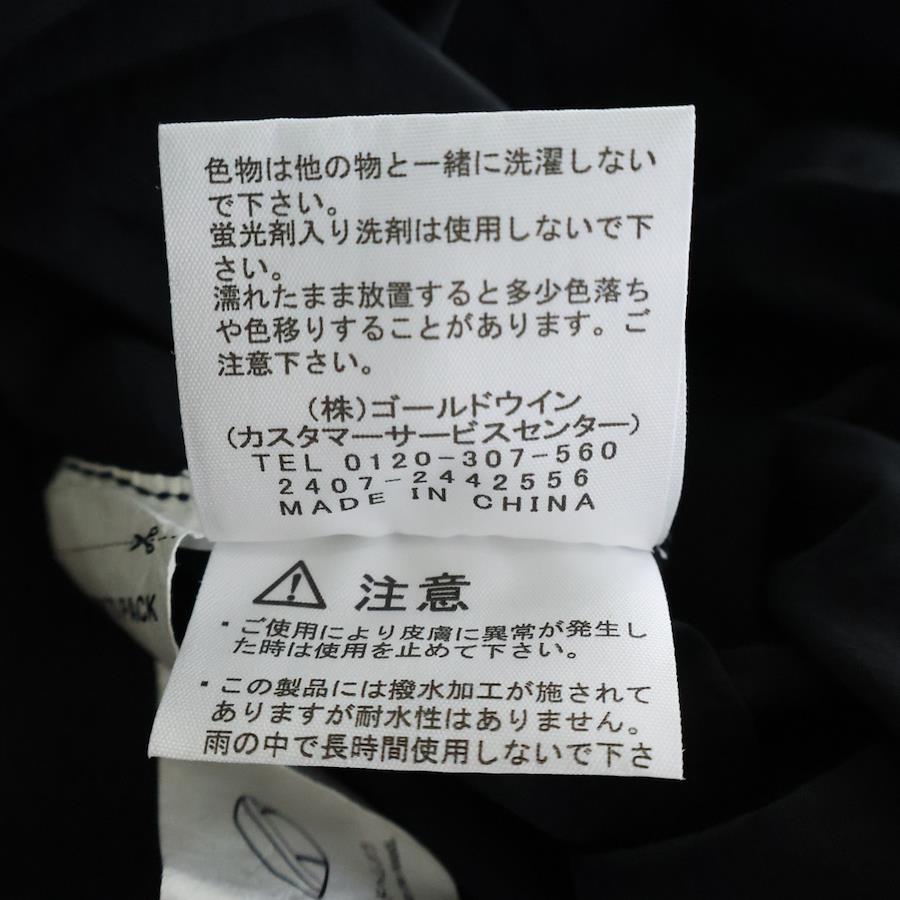 色物は他の物と一緒に洗濯しない
で下さい。
蛍光剤入り洗剤は使用しないで下
さい。
濡れたまま放置すると多少色落ち
や色移りすることがあります。ご
注意下さい。
(株)ゴールドウイン
(カスタマーサービスセンター)
TEL 0120-307-560
2407-2442556
MADE IN CHINA
PACK
⚠ 注意
・ご使用により皮膚に異常が発生し
た時は使用を止めて下さい。
・この製品には撥水加工が施されて
ありますが耐水性はありません。
雨の中で長時間使用しないで下さ